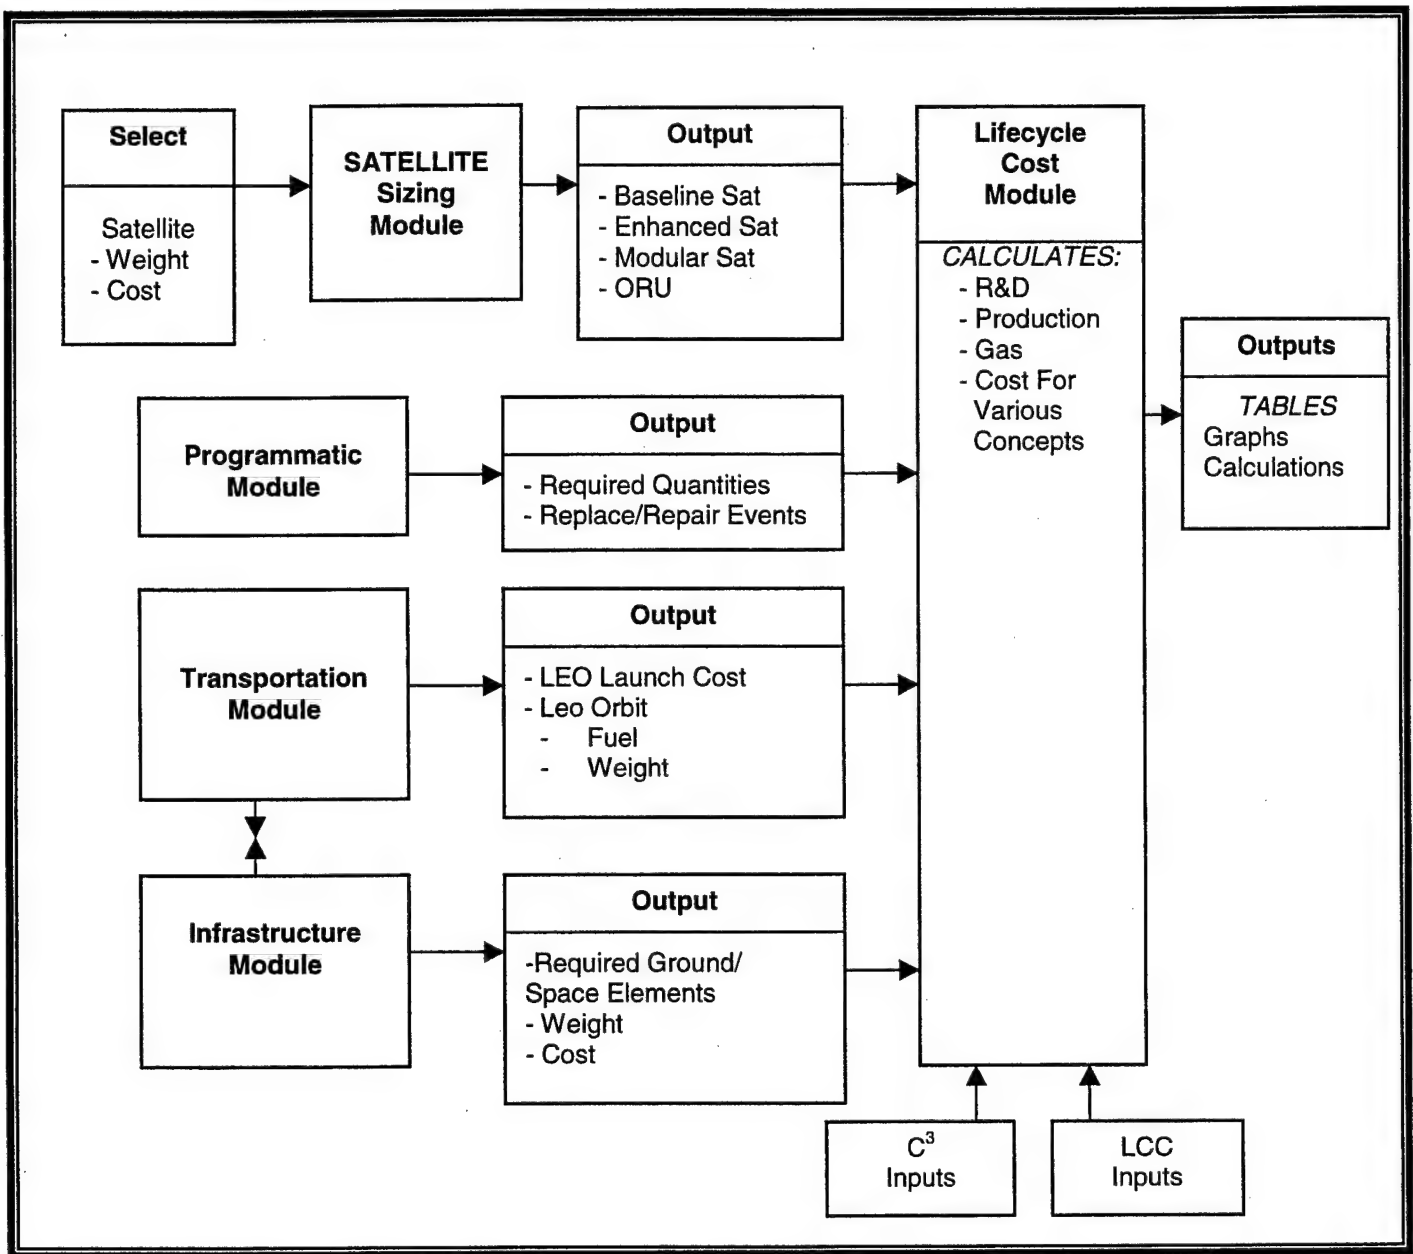 Select
Satellite
- Weight
- Cost
SATELLITE
Sizing
Module
Output
- Baseline Sat
- Enhanced Sat
- Modular Sat
- ORU
Lifecycle
Cost
Module
CALCULATES:
- R&D
- Production
- Gas
- Cost For
Various
Concepts
Outputs
TABLES
Graphs
Calculations
Programmatic
Module
Output
- Required Quantities
- Replace/Repair Events
Transportation
Module
Output
- LEO Launch Cost
- Leo Orbit
- Fuel
- Weight
Infrastructure
Module
Output
-Required Ground/
Space Elements
- Weight
- Cost
C³
Inputs
LCC
Inputs